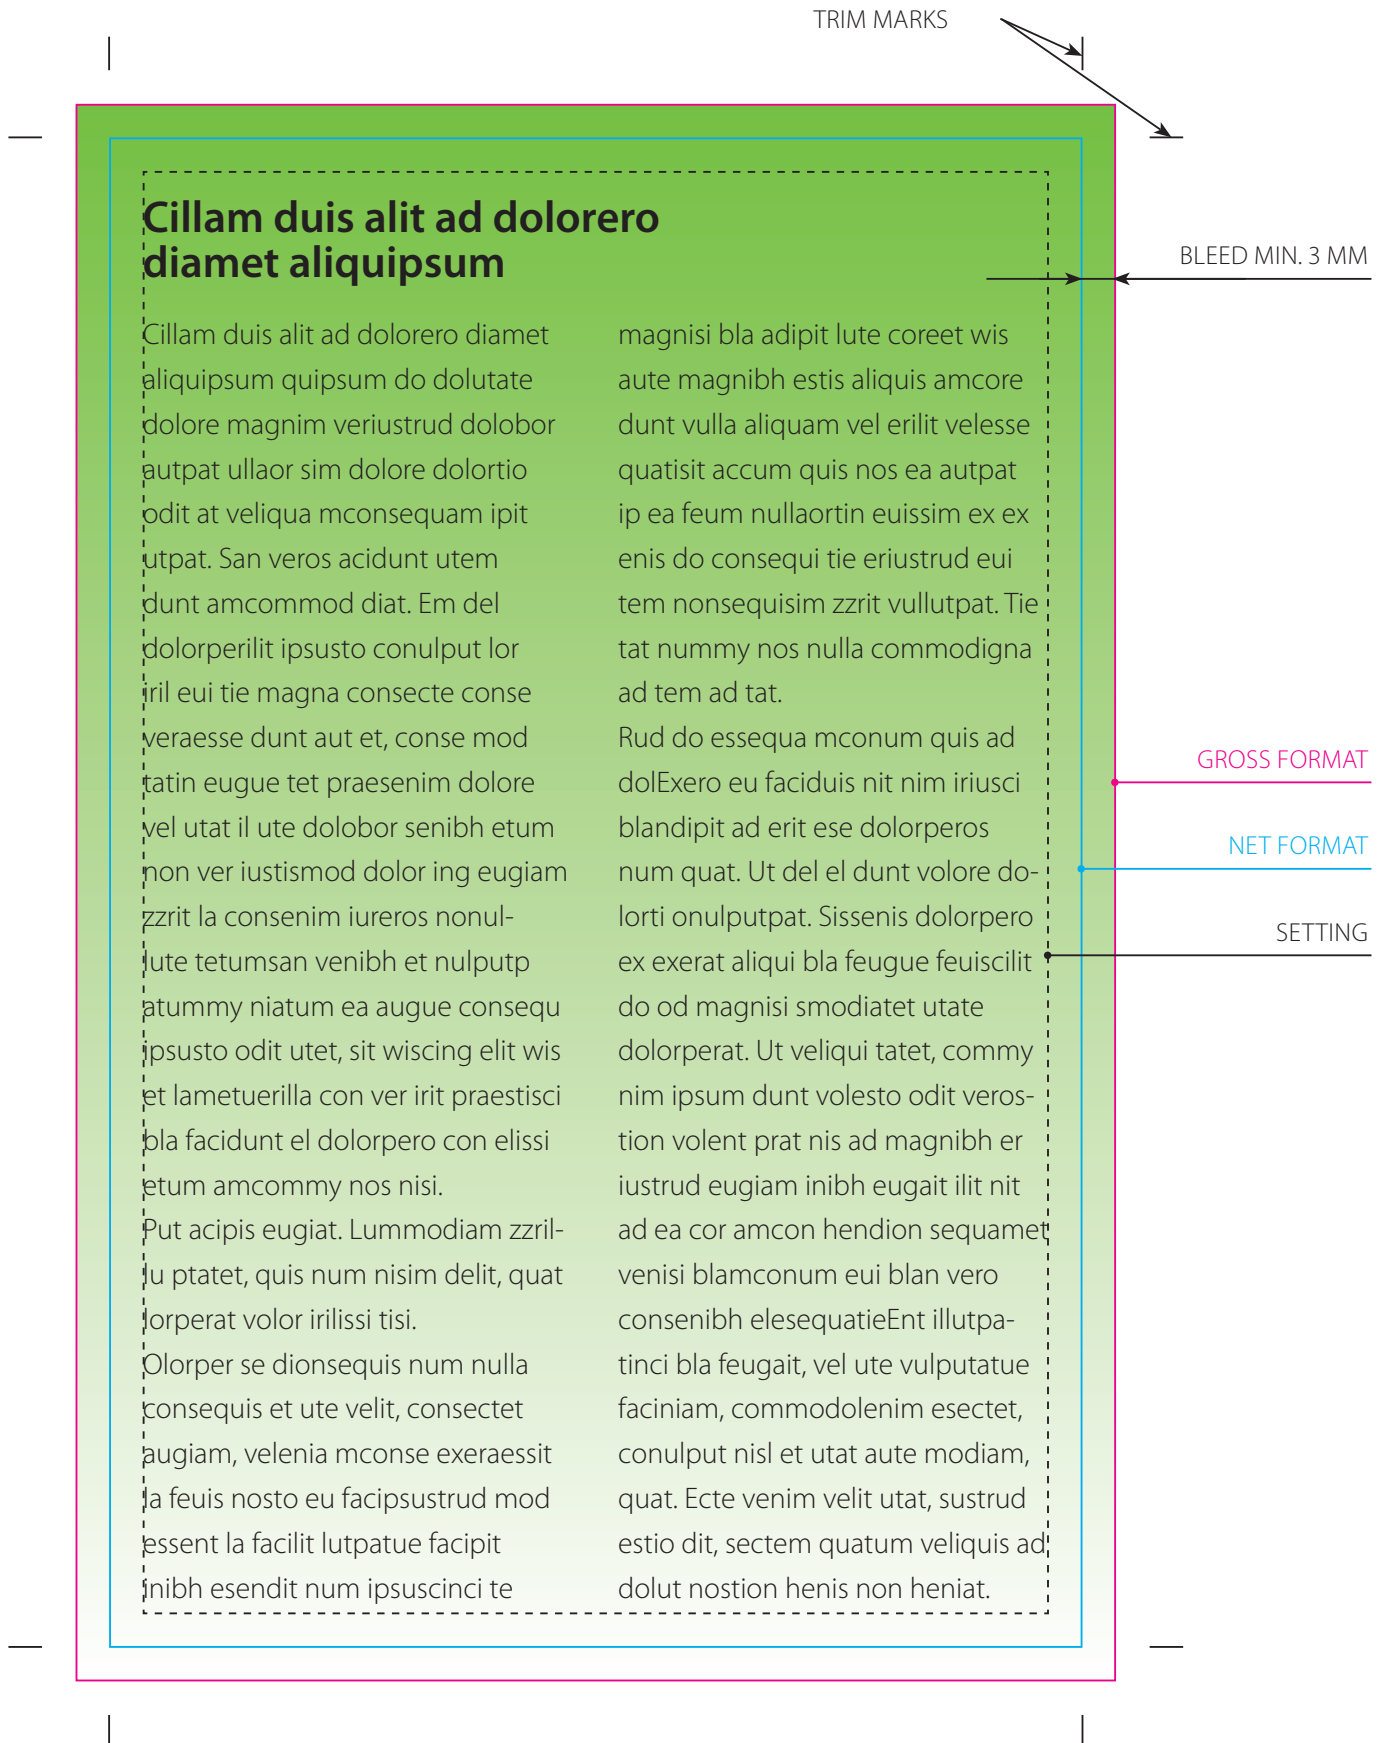 TRIM MARKS
Cillam duis alit ad dolorero
diamet aliquipsum
BLEED MIN. 3 MM
Cillam duis alit ad dolorero diamet
aliquipsum quipsum do dolutate
dolore magnim veriustrud dolobor
autpat ullaor sim dolore dolortio
odit at veliqua mconsequam ipit
utpat. San veros acidunt utem
dunt amcommod diat. Em del
dolorperilit ipsusto conulput lor
iril eui tie magna consecte conse
veraesse dunt aut et, conse mod
tatin eugue tet praesenim dolore
vel utat il ute dolobor senibh etum
non ver iustismod dolor ing eugiam
zzrit la consenim iureros nonul-
lute tetumsan venibh et nulputp
atummy niatum ea augue consequ
ipsusto odit utet, sit wiscing elit wis
et lametuerilla con ver irit praestisci
bla facidunt el dolorpero con elissi
etum amcommy nos nisi.
Put acipis eugiat. Lummodiam zzril-
lu ptatet, quis num nisim delit, quat
lorperat volor irilissi tisi.
Olorper se dionsequis num nulla
consequis et ute velit, consectet
augiam, velenia mconse exeraessit
la feuis nosto eu facipsustrud mod
essent la facilit lutpatue facipit
inibh esendit num ipsuscinci te
magnisi bla adipit lute coreet wis
aute magnibh estis aliquis amcore
dunt vulla aliquam vel erilit velesse
quatisit accum quis nos ea autpat
ip ea feum nullaortin euissim ex ex
enis do consequi tie eriustrud eui
tem nonsequisim zzrit vullutpat. Tie
tat nummy nos nulla commodigna
ad tem ad tat.
Rud do essequa mconum quis ad
dolExero eu faciduis nit nim iriusci
blandipit ad erit ese dolorperos
num quat. Ut del el dunt volore do-
lorti onulputpat. Sissenis dolorpero
ex exerat aliqui bla feugue feuiscilit
do od magnisi smodiatet utate
dolorperat. Ut veliqui tatet, commy
nim ipsum dunt volesto odit veros-
tion volent prat nis ad magnibh er
iustrud eugiam inibh eugait ilit nit
ad ea cor amcon hendion sequamet
venisi blamconum eui blan vero
consenibh elesequatieEnt illutpa-
tinci bla feugait, vel ute vulputatue
faciniam, commodolenim esectet,
conulput nisl et utat aute modiam,
quat. Ecte venim velit utat, sustrud
estio dit, sectem quatum veliquis ad
dolut nostion henis non heniat.
GROSS FORMAT
NET FORMAT
SETTING